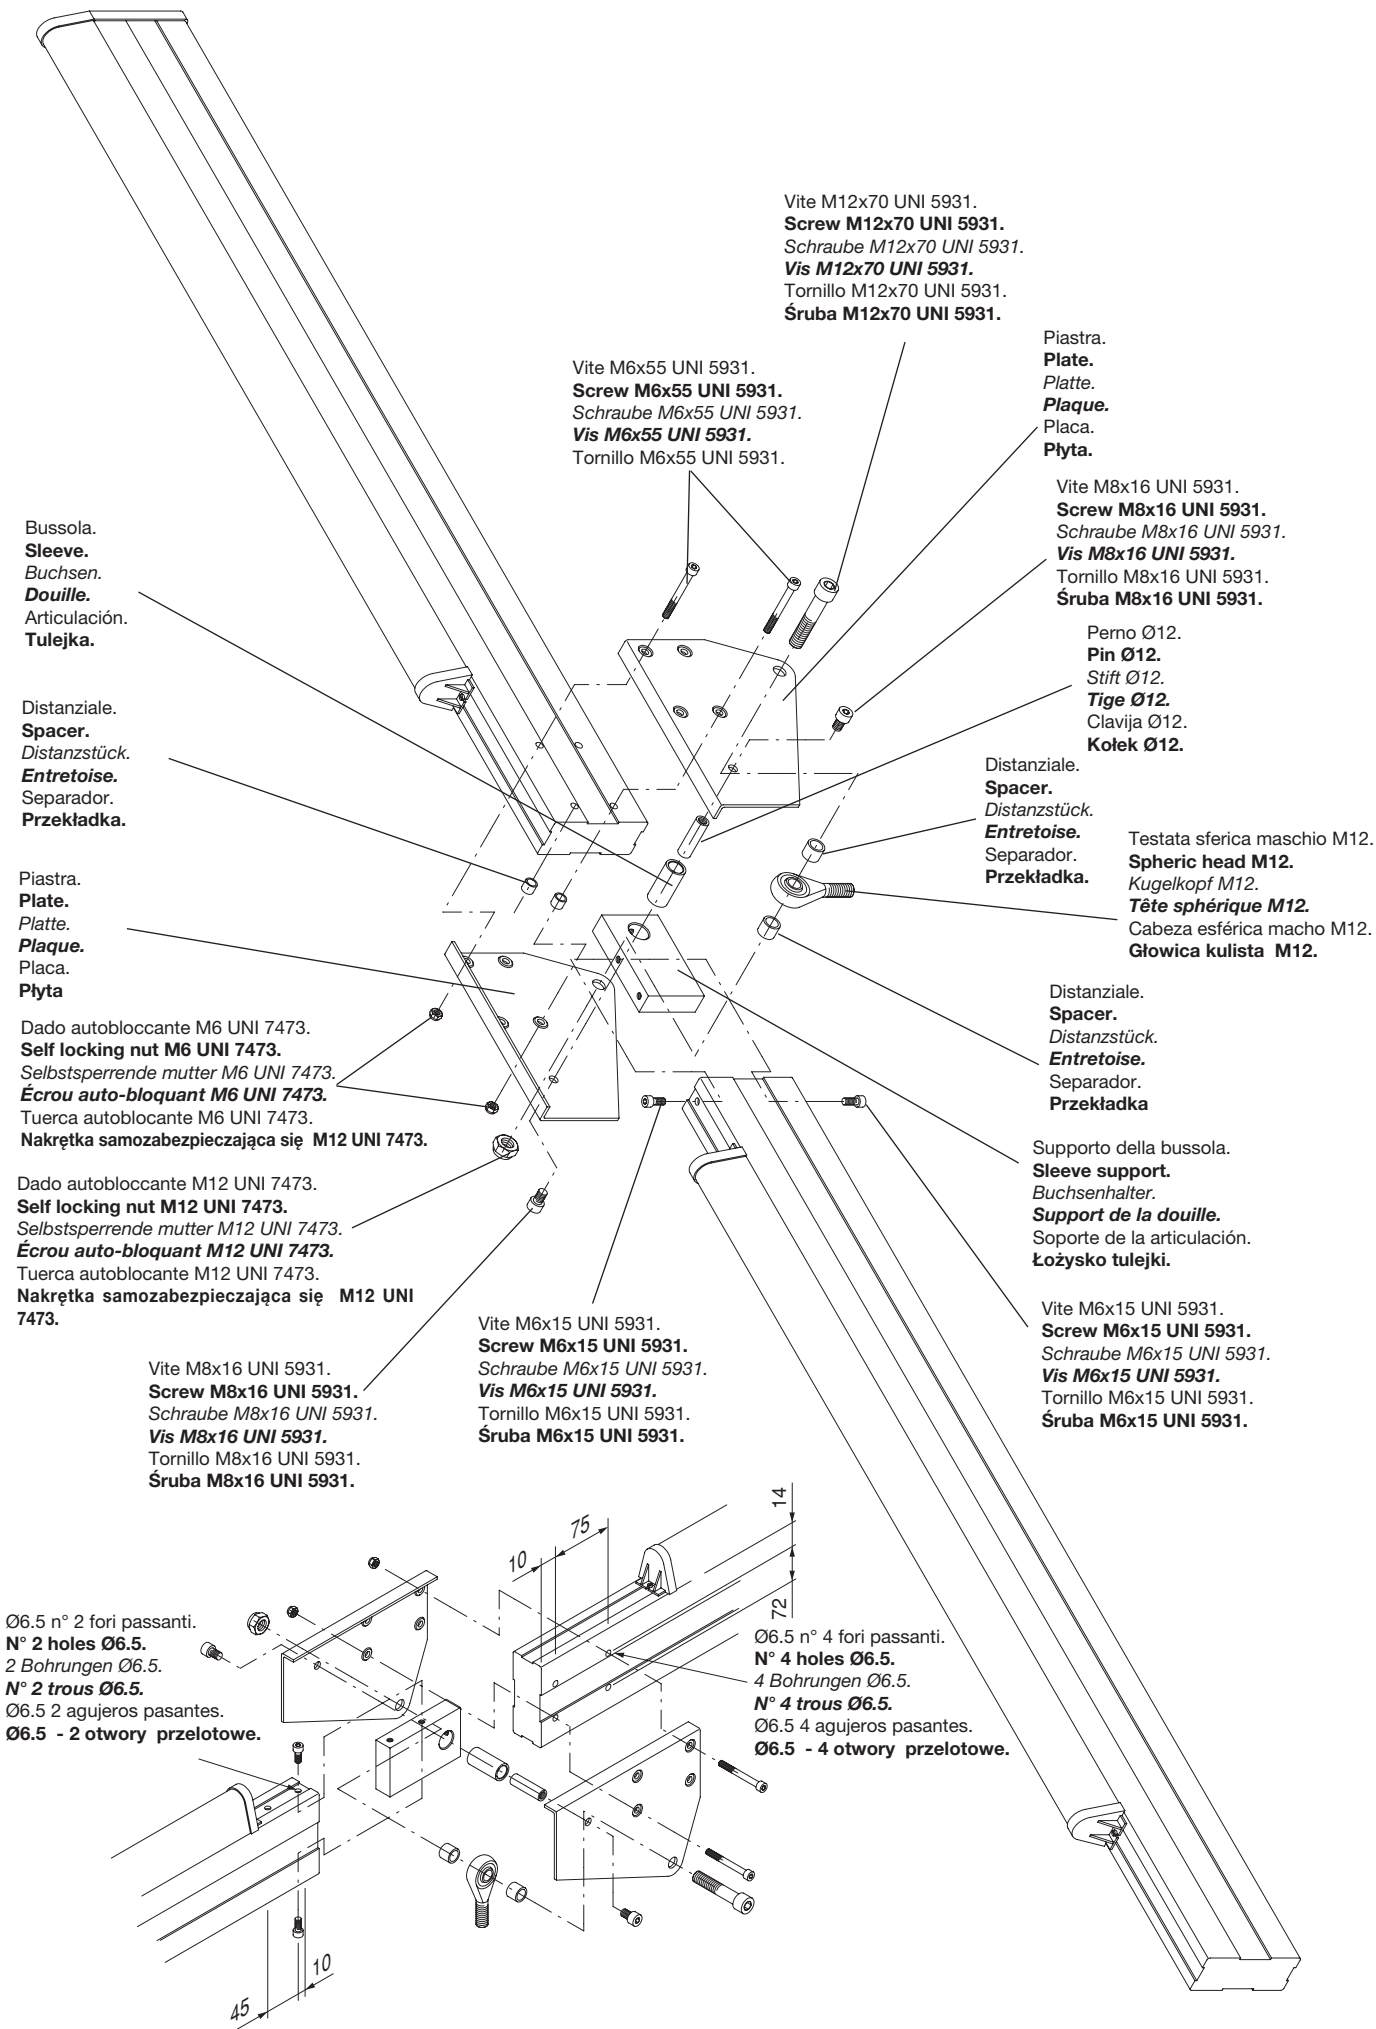 Vite M12x70 UNI 5931.
Screw M12x70 UNI 5931.
Schraube M12x70 UNI 5931.
Vis M12x70 UNI 5931.
Tornillo M12x70 UNI 5931.
Śruba M12x70 UNI 5931.
Piastra.
Plate.
Platte.
Plaque.
Placa.
Płyta.
Vite M6x55 UNI 5931.
Screw M6x55 UNI 5931.
Schraube M6x55 UNI 5931.
Vis M6x55 UNI 5931.
Tornillo M6x55 UNI 5931.
Vite M8x16 UNI 5931.
Screw M8x16 UNI 5931.
Schraube M8x16 UNI 5931.
Vis M8x16 UNI 5931.
Tornillo M8x16 UNI 5931.
Śruba M8x16 UNI 5931.
Bussola.
Sleeve.
Buchsen.
Douille.
Articulación.
Tulejka.
Perno Ø12.
Pin Ø12.
Stift Ø12.
Tige Ø12.
Clavija Ø12.
Kołek Ø12.
Distanziale.
Spacer.
Distanzstück.
Entretoise.
Separador.
Przekładka.
Distanziale.
Spacer.
Distanzstück.
Entretoise.
Separador.
Przekładka.
Testata sferica maschio M12.
Spheric head M12.
Kugelkopf M12.
Tête sphérique M12.
Cabeza esférica macho M12.
Głowica kulista M12.
Piastra.
Plate.
Platte.
Plaque.
Placa.
Płyta
Distanziale.
Spacer.
Distanzstück.
Entretoise.
Separador.
Przekładka
Dado autobloccante M6 UNI 7473.
Self locking nut M6 UNI 7473.
Selbstsperrende mutter M6 UNI 7473.
Écrou auto-bloquant M6 UNI 7473.
Tuerca autoblocante M6 UNI 7473.
Nakrętka samozabezpieczająca się M12 UNI 7473.
Supporto della bussola.
Sleeve support.
Buchsenhalter.
Support de la douille.
Soporte de la articulación.
Łożysko tulejki.
Dado autobloccante M12 UNI 7473.
Self locking nut M12 UNI 7473.
Selbstsperrende mutter M12 UNI 7473.
Écrou auto-bloquant M12 UNI 7473.
Tuerca autoblocante M12 UNI 7473.
Nakrętka samozabezpieczająca się M12 UNI
7473.
Vite M6x15 UNI 5931.
Screw M6x15 UNI 5931.
Schraube M6x15 UNI 5931.
Vis M6x15 UNI 5931.
Tornillo M6x15 UNI 5931.
Śruba M6x15 UNI 5931.
Vite M6x15 UNI 5931.
Screw M6x15 UNI 5931.
Schraube M6x15 UNI 5931.
Vis M6x15 UNI 5931.
Tornillo M6x15 UNI 5931.
Śruba M6x15 UNI 5931.
Vite M8x16 UNI 5931.
Screw M8x16 UNI 5931.
Schraube M8x16 UNI 5931.
Vis M8x16 UNI 5931.
Tornillo M8x16 UNI 5931.
Śruba M8x16 UNI 5931.
14
75
10
72
Ø6.5 n° 2 fori passanti.
N° 2 holes Ø6.5.
2 Bohrungen Ø6.5.
N° 2 trous Ø6.5.
Ø6.5 2 agujeros pasantes.
Ø6.5 - 2 otwory przelotowe.
Ø6.5 n° 4 fori passanti.
N° 4 holes Ø6.5.
4 Bohrungen Ø6.5.
N° 4 trous Ø6.5.
Ø6.5 4 agujeros pasantes.
Ø6.5 - 4 otwory przelotowe.
10
45